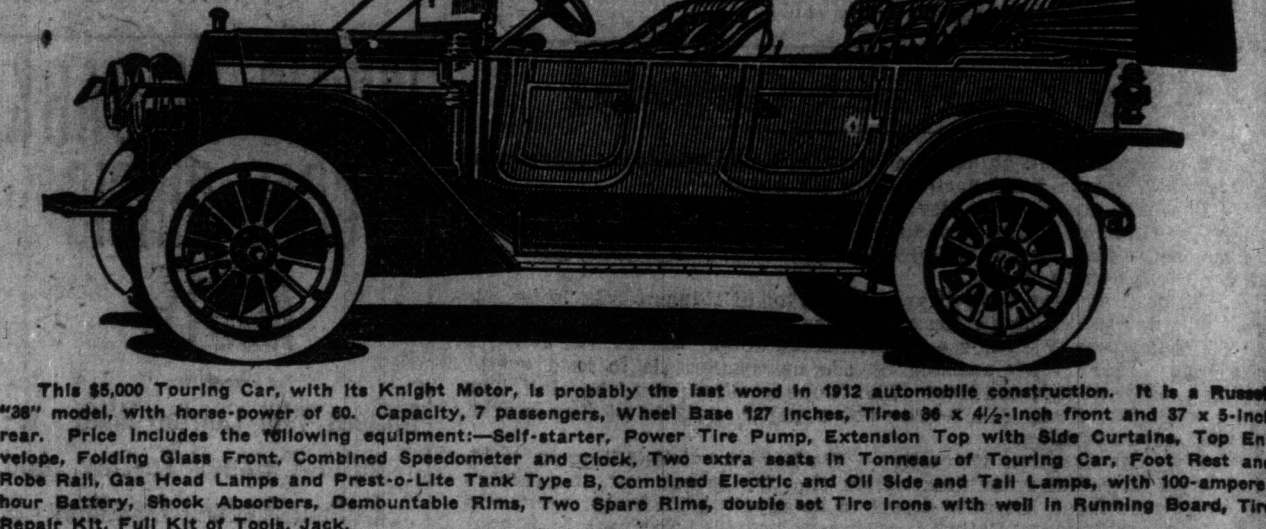 This $5,000 Touring Car, with its Knight Motor, is probably the last word in 1912 automobile construction. It is a Russel
"38" model, with horse-power of 60. Capacity, 7 passengers, Wheel Base 127 inches, Tires 36 x 4½-inch front and 37 x 5-inch
rear. Price includes the following equipment:—Self-starter, Power Tire Pump, Extension Top with Side Curtains, Top En
velope, Folding Glass Front, Combined Speedometer and Clock, Two extra seats in Tonneau of Touring Car, Foot Rest and
Robe Rail, Gas Head Lamps and Prest-o-Lite Tank Type B, Combined Electric and Oil Side and Tail Lamps, with 100-ampere
hour Battery, Shock Absorbers, Demountable Rims, Two Spare Rims, double set Tire Irons with well in Running Board, Tire
Repair Kit, Full Kit of Tools, Jack.